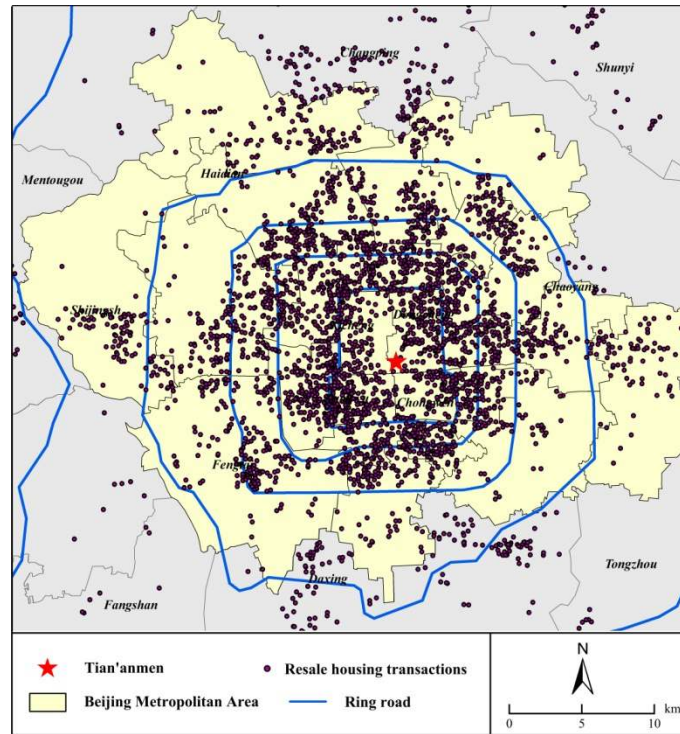 Changping
Shunyi
Mentougou
Haidian
Chaoyang
Shijingsh
Chongwen
Fengtai
Daxing
Tongzhou
Fangshan
Tian'anmen
Resale housing transactions
N
Beijing Metropolitan Area
Ring road
km
0 5 10